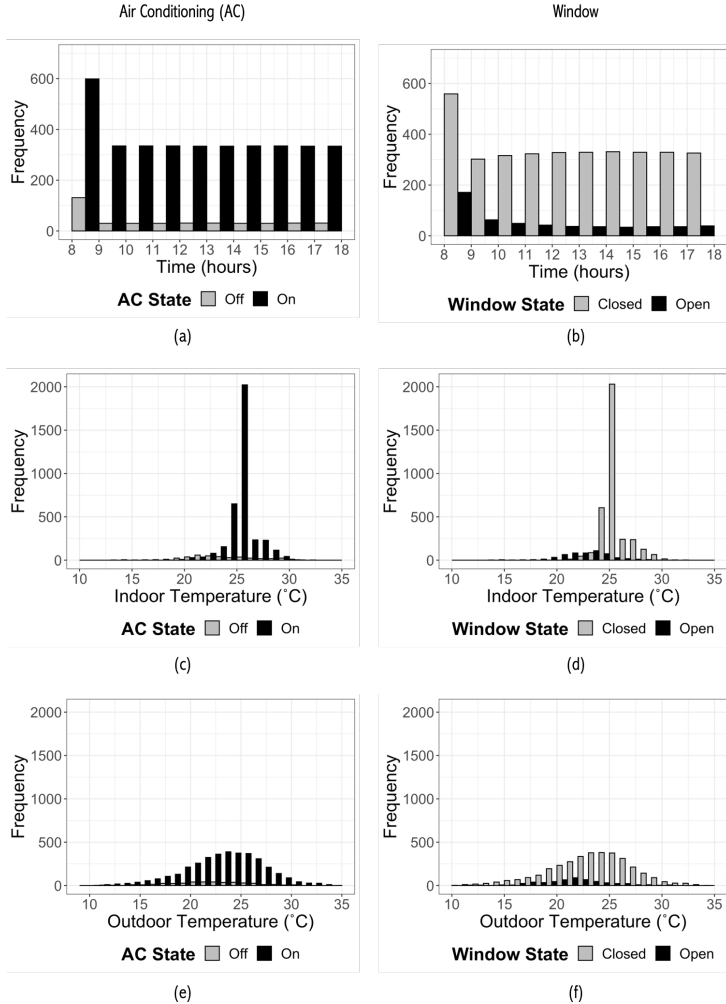 Air Conditioning (AC)
Window
Frequency
600
400
200
0
8 9 10 11 12 13 14 15 16 17 18
Time (hours)
AC State Off On
(a)
Frequency
600
400
200
0
8 9 10 11 12 13 14 15 16 17 18
Time (hours)
Window State Closed Open
(b)
Frequency
2000
1500
1000
500
0
10 15 20 25 30 35
Indoor Temperature (˚C)
AC State Off On
(c)
Frequency
2000
1500
1000
500
0
10 15 20 25 30 35
Indoor Temperature (˚C)
Window State Closed Open
(d)
Frequency
2000
1500
1000
500
0
10 15 20 25 30 35
Outdoor Temperature (˚C)
AC State Off On
(e)
Frequency
2000
1500
1000
500
0
10 15 20 25 30 35
Outdoor Temperature (˚C)
Window State Closed Open
(f)